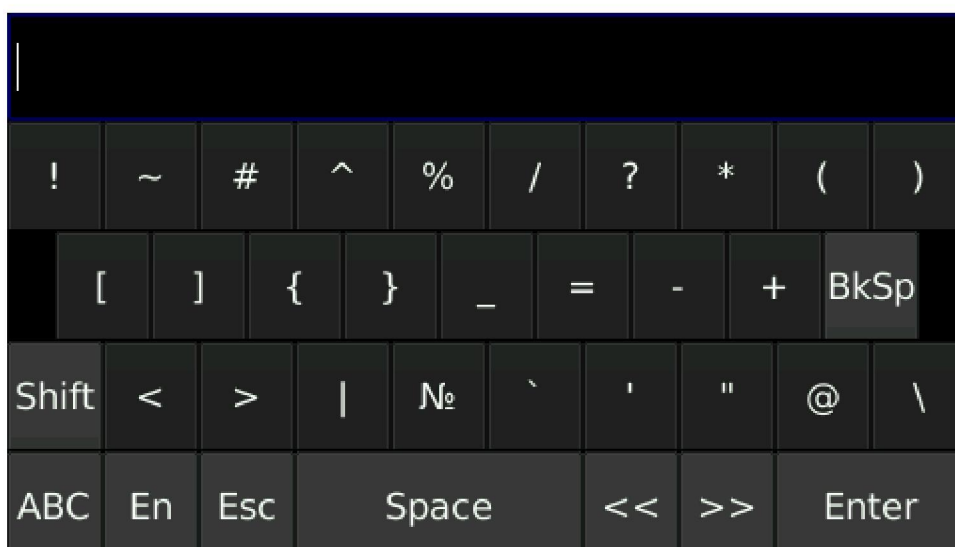 ! ~ # ^ % / ? * ( )
[ ] { } _ = - + BkSp
Shift < > | № ` ' " @ \
ABC En Esc Space << >> Enter